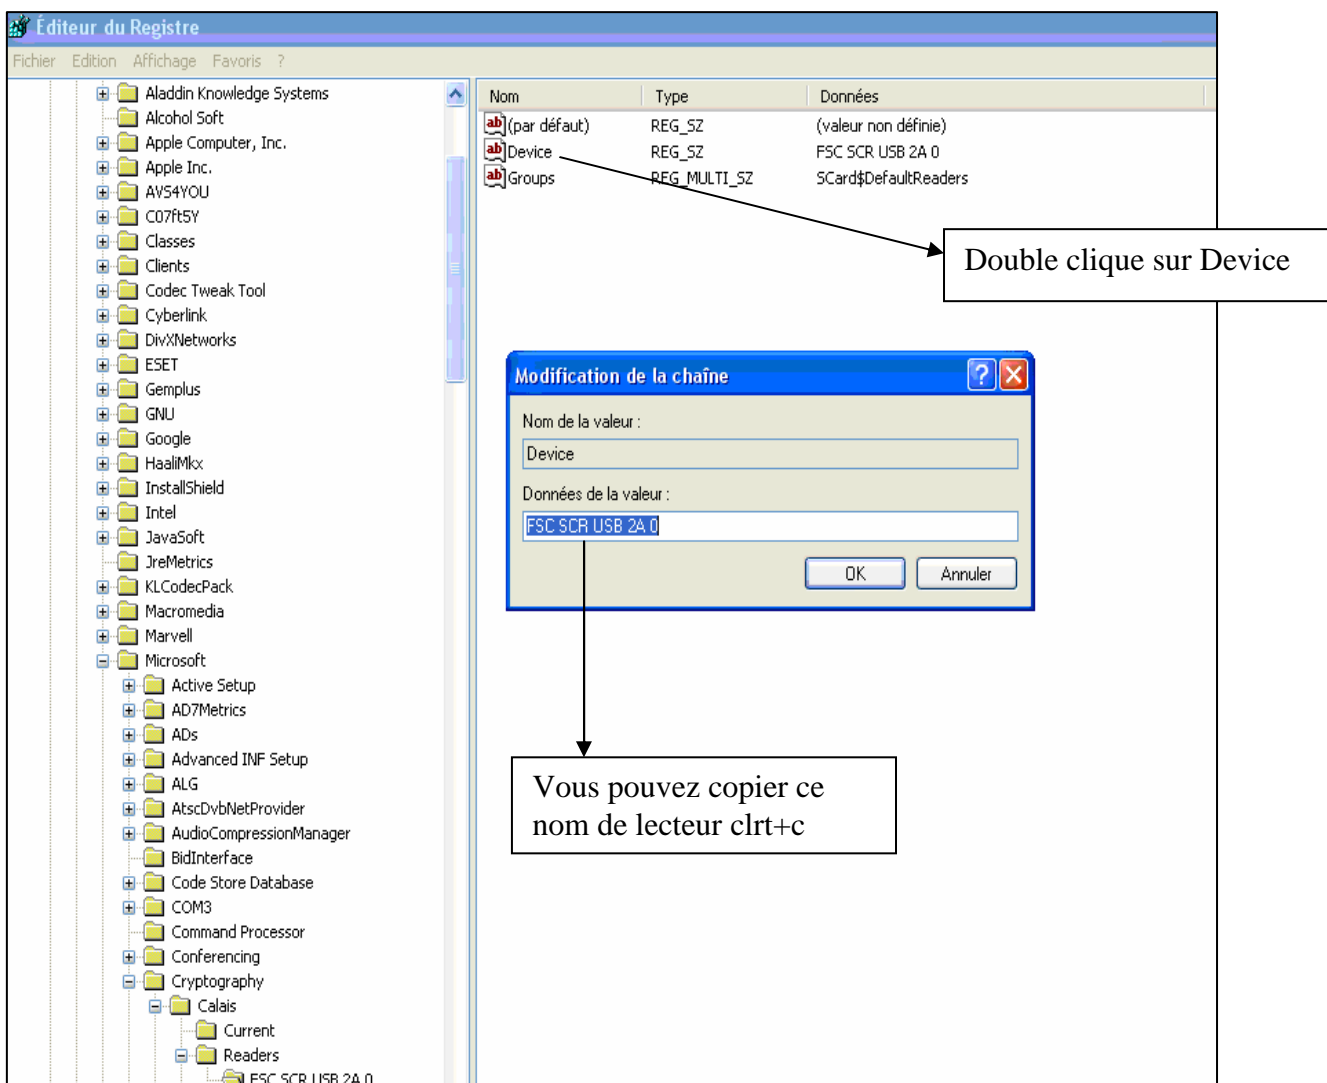 Éditeur du Registre
Fichier Edition Affichage Favoris ?
Aladdin Knowledge Systems
Alcohol Soft
Apple Computer, Inc.
Apple Inc.
AVS4YOU
C07ft5Y
Classes
Clients
Codec Tweak Tool
Cyberlink
DivXNetworks
ESET
Gemplus
GNU
Google
HaaliMkx
InstallShield
Intel
JavaSoft
JreMetrics
KLCodecPack
Macromedia
Marvell
Microsoft
Active Setup
AD7Metrics
ADs
Advanced INF Setup
ALG
AtscDvbNetProvider
AudioCompressionManager
BidInterface
Code Store Database
COM3
Command Processor
Conferencing
Cryptography
Calais
Current
Readers
FSC SCR USB 2A 0
Nom Type Données
(par défaut) REG_SZ (valeur non définie)
Device REG_SZ FSC SCR USB 2A 0
Groups REG_MULTI_SZ SCard$DefaultReaders
Double clique sur Device
Modification de la chaîne
Nom de la valeur :
Device
Données de la valeur :
FSC SCR USB 2A 0
OK Annuler
Vous pouvez copier ce
nom de lecteur clrt+c